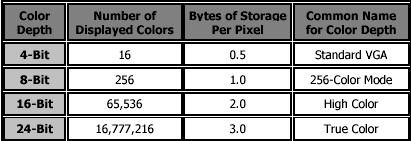 Color Depth Number of Displayed Colors Bytes of Storage Per Pixel Common Name for Color Depth
4-Bit 16 0.5 Standard VGA
8-Bit 256 1.0 256-Color Mode
16-Bit 65,536 2.0 High Color
24-Bit 16,777,216 3.0 True Color